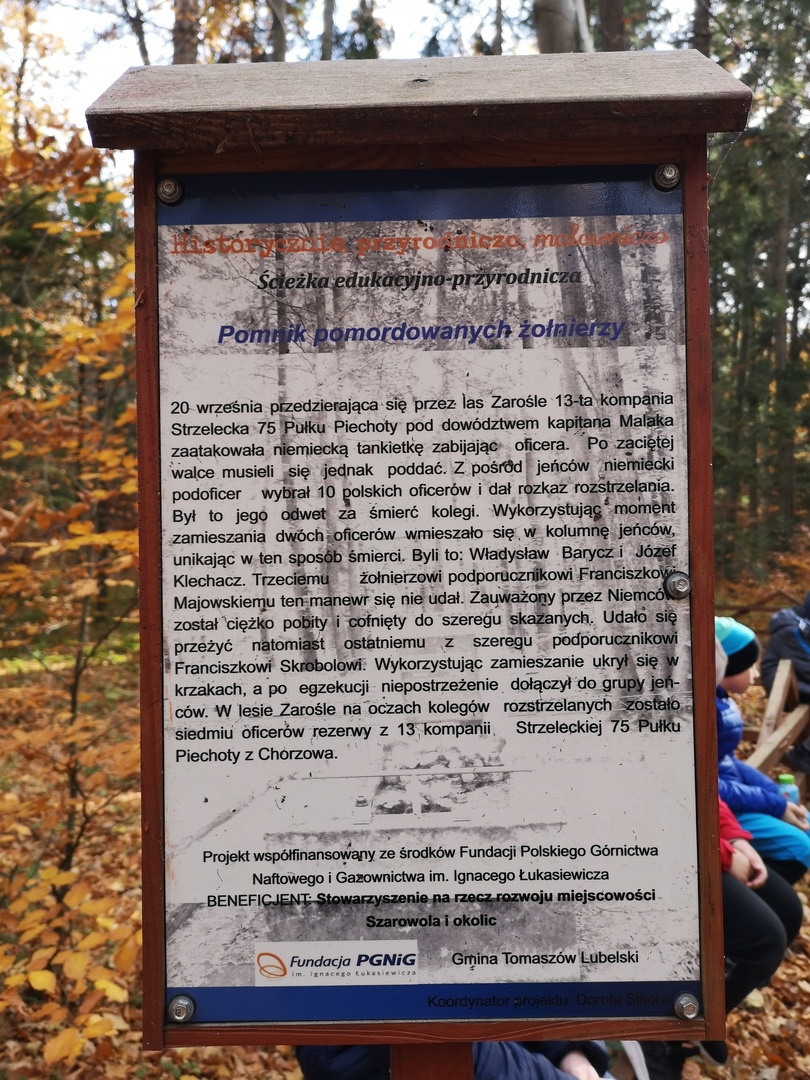 Historycznie, przyrodniczo, malowniczo
Ścieżka edukacyjno-przyrodnicza
Pomnik pomordowanych żołnierzy
20 września przedzierająca się przez las Zarośle 13-ta kompania
Strzelecka 75 Pułku Piechoty pod dowództwem kapitana Malaka
zaatakowała niemiecką tankietkę zabijając oficera. Po zaciętej
walce musieli się jednak poddać. Z pośród jeńców niemiecki
podoficer wybrał 10 polskich oficerów i dał rozkaz rozstrzelania.
Był to jego odwet za śmierć kolegi. Wykorzystując moment
zamieszania dwóch oficerów wmieszało się w kolumnę jeńców,
unikając w ten sposób śmierci. Byli to: Władysław Barycz i Józef
Klechacz. Trzeciemu żołnierzowi podporucznikowi Franciszkowi
Majowskiemu ten manewr się nie udał. Zauważony przez Niemców
został ciężko pobity i cofnięty do szeregu skazanych. Udało się
przeżyć natomiast ostatniemu z szeregu podporucznikowi
Franciszkowi Skrobolowi. Wykorzystując zamieszanie ukrył się w
krzakach, a po egzekucji niepostrzeżenie dołączył do grupy jeń-
ców. W lesie Zarośle na oczach kolegów rozstrzelanych zostało
siedmiu oficerów rezerwy z 13 kompanii Strzeleckiej 75 Pułku
Piechoty z Chorzowa.
Projekt współfinansowany ze środków Fundacji Polskiego Górnictwa
Naftowego i Gazownictwa im. Ignacego Łukasiewicza
BENEFICJENT: Stowarzyszenie na rzecz rozwoju miejscowości
Szarowola i okolic
Fundacja PGNiG
im. Ignacego Łukasiewicza
Gmina Tomaszów Lubelski
Koordynator projektu: Dorota Sikora